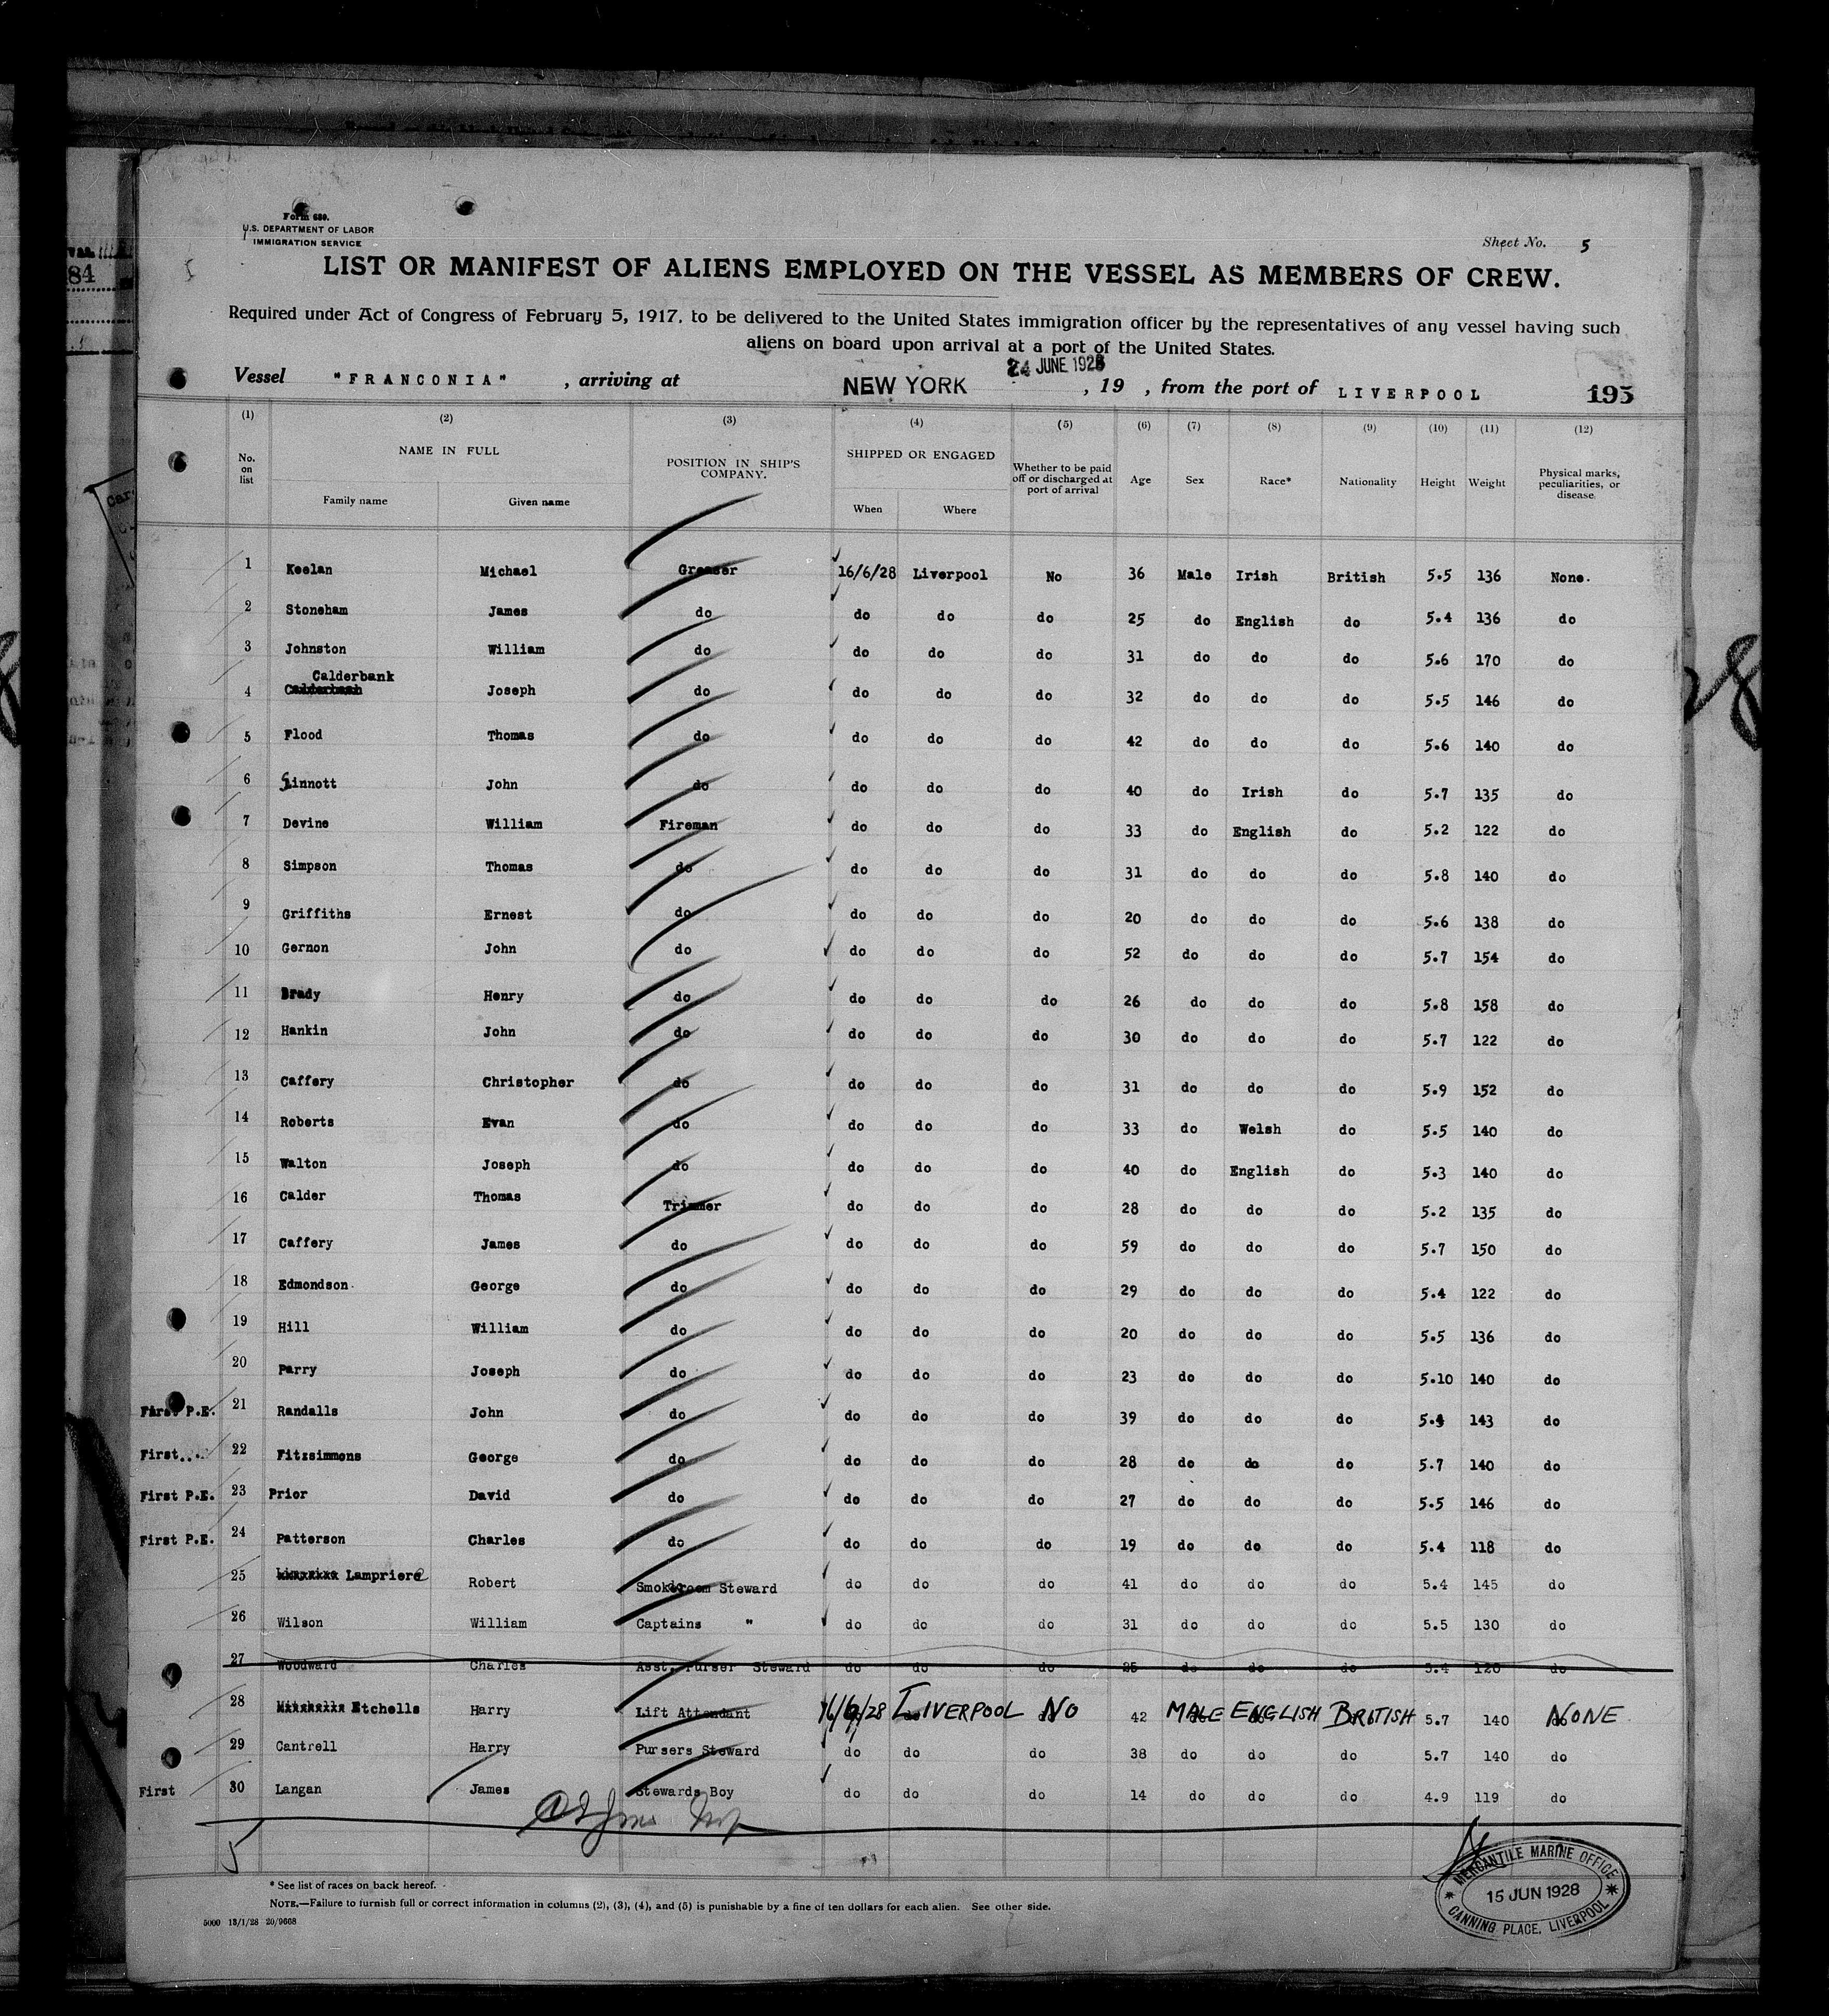 Form 680.
U.S. DEPARTMENT OF LABOR
IMMIGRATION SERVICE
Sheet No. 5
LIST OR MANIFEST OF ALIENS EMPLOYED ON THE VESSEL AS MEMBERS OF CREW.
Required under Act of Congress of February 5, 1917, to be delivered to the United States immigration officer by the representatives of any vessel having such
aliens on board upon arrival at a port of the United States.
24 JUNE 1928
Vessel "FRANCONIA", arriving at NEW YORK, 19 , from the port of LIVERPOOL 195
(1) (2) (3) (4) (5) (6) (7) (8) (9) (10) (11) (12)
No. on list NAME IN FULL POSITION IN SHIP'S COMPANY. SHIPPED OR ENGAGED Whether to be paid off or discharged at port of arrival Age Sex Race* Nationality Height Weight Physical marks, peculiarities, or disease.
Family name Given name When Where
1 Keelan Michael Greaser 16/6/28 Liverpool No 36 Male Irish British 5.5 136 None.
2 Stoneham James do do do do 25 do English do 5.4 136 do
3 Johnston William do do do do 31 do do do 5.6 170 do
Calderbank
4 Calderbash Joseph do do do do 32 do do do 5.5 146 do
5 Flood Thomas do do do do 42 do do do 5.6 140 do
6 Sinnott John do do do do 40 do Irish do 5.7 135 do
7 Devine William Fireman do do do 33 do English do 5.2 122 do
8 Simpson Thomas do do do do 31 do do do 5.8 140 do
9 Griffiths Ernest do do do do 20 do do do 5.6 138 do
10 Gernon John do do do do 52 do do do 5.7 154 do
11 Brady Henry do do do do 26 do do do 5.8 158 do
12 Hankin John do do do do 30 do do do 5.7 122 do
13 Caffery Christopher do do do do 31 do do do 5.9 152 do
14 Roberts Evan do do do do 33 do Welsh do 5.5 140 do
15 Walton Joseph do do do do 40 do English do 5.3 140 do
16 Calder Thomas Trimmer do do do 28 do do do 5.2 135 do
17 Caffery James do do do do 59 do do do 5.7 150 do
18 Edmondson. George do do do do 29 do do do 5.4 122 do
19 Hill William do do do do 20 do do do 5.5 136 do
20 Parry Joseph do do do do 23 do do do 5.10 140 do
First P.E. 21 Randalls John do do do do 39 do do do 5.4 143 do
First... 22 Fitzsimmons George do do do do 28 do do do 5.7 140 do
First P.E. 23 Prior David do do do do 27 do do do 5.5 146 do
First P.E. 24 Patterson Charles do do do do 19 do do do 5.4 118 do
25 Lampriere Robert Smokeroom Steward do do do 41 do do do 5.4 145 do
26 Wilson William Captains " do do do 31 do do do 5.5 130 do
27 Woodward Charles Asst. Purser Steward do do do 25 do do do 5.4 120 do
28 Mitchells Etchells Harry Lift Attendant 16/6/28 LIVERPOOL NO 42 MALE ENGLISH BRITISH 5.7 140 NONE
29 Cantrell Harry Pursers Steward do do do 38 do do do 5.7 140 do
First 30 Langan James Stewards Boy do do do 14 do do do 4.9 119 do
5
* See list of races on back hereof.
NOTE.—Failure to furnish full or correct information in columns (2), (3), (4), and (5) is punishable by a fine of ten dollars for each alien. See other side.
5000 13/1/28 20/9668
MERCANTILE MARINE OFFICE
15 JUN 1928
CANNING PLACE, LIVERPOOL